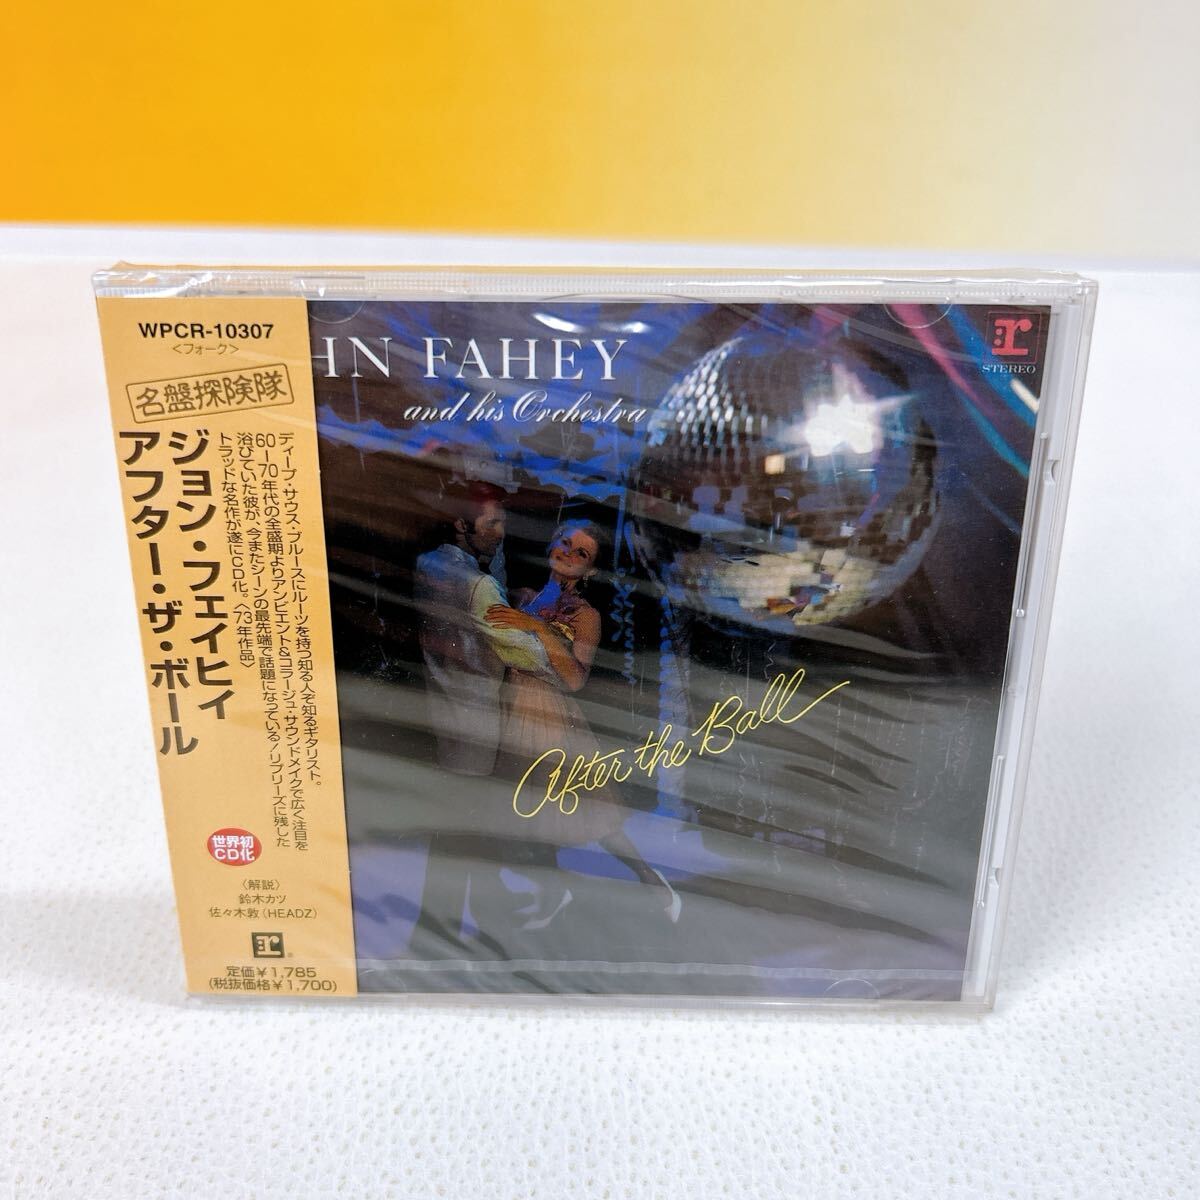 WPCR-10307
〈フォーク〉
名盤探険隊
ジョン・フェイヒィ
アフター・ザ・ボール
ディープ・サウス・ブルースにルーツを持つ知る人ぞ知るギタリスト。
60-70年代の全盛期よりアンビエント&コラージュ・サウンドメイクで広く注目を
浴びていた彼が、今またシーンの最先端で話題になっている!リプリーズに残した
トラッドな名作が遂にCD化。〈73年作品〉
世界初
CD化
〈解説〉
鈴木カツ
佐々木敦(HEADZ)
r
定価¥1,785
(税抜価格¥1,700)
HN FAHEY
and his Orchestra
r
STEREO
After the Ball